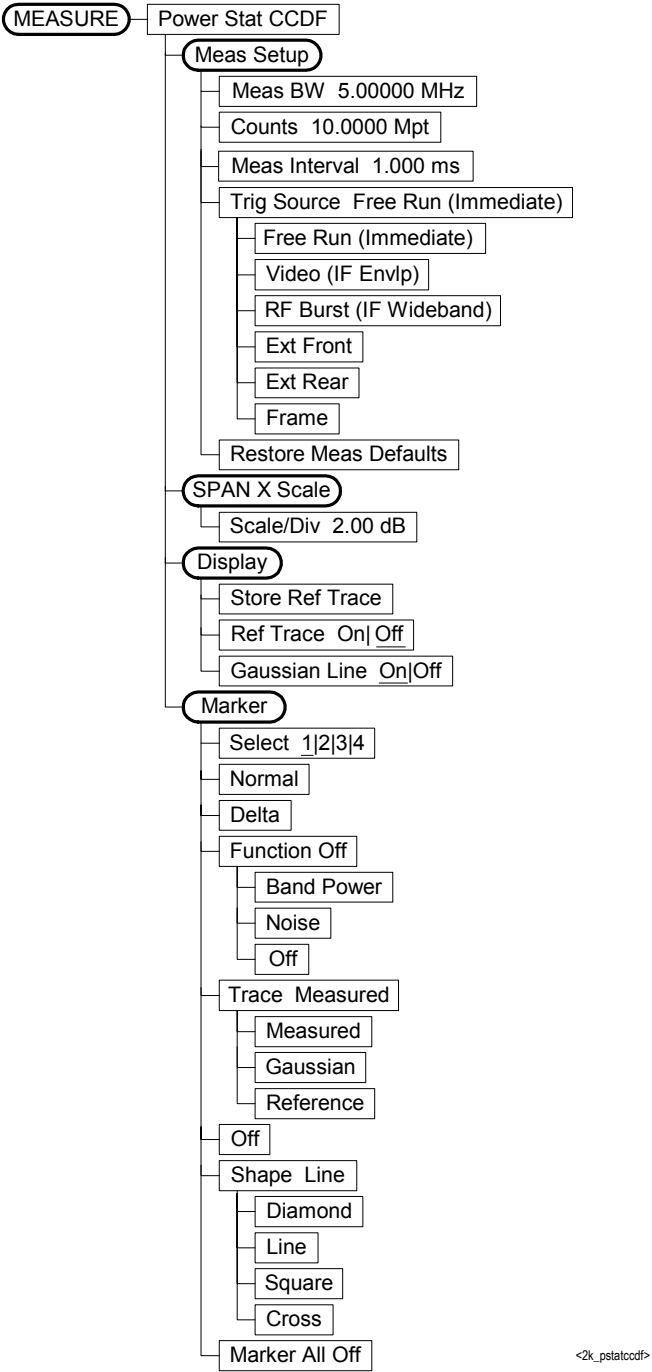 MEASURE Power Stat CCDF
Meas Setup
Meas BW 5.00000 MHz
Counts 10.0000 Mpt
Meas Interval 1.000 ms
Trig Source Free Run (Immediate)
Free Run (Immediate)
Video (IF Envlp)
RF Burst (IF Wideband)
Ext Front
Ext Rear
Frame
Restore Meas Defaults
SPAN X Scale
Scale/Div 2.00 dB
Display
Store Ref Trace
Ref Trace On| Off
Gaussian Line On|Off
Marker
Select 1|2|3|4
Normal
Delta
Function Off
Band Power
Noise
Off
Trace Measured
Measured
Gaussian
Reference
Off
Shape Line
Diamond
Line
Square
Cross
Marker All Off
<2k_pstatccdf>